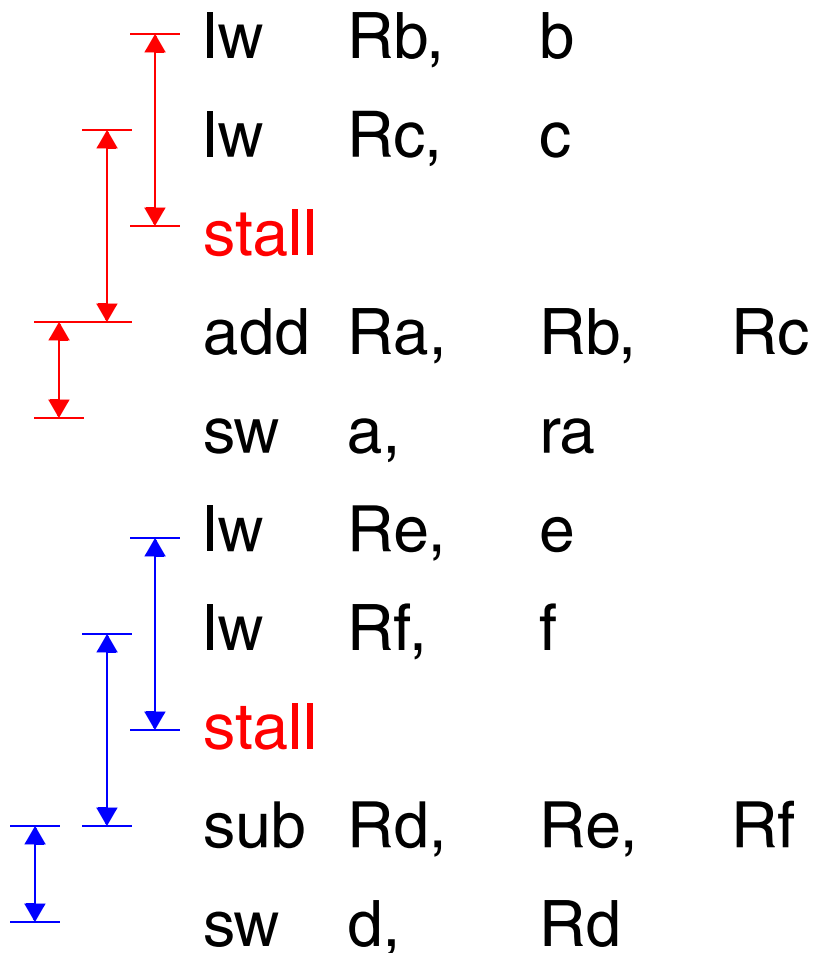 lw Rb, b
lw Rc, c
stall
add Ra, Rb, Rc
sw a, ra
lw Re, e
lw Rf, f
stall
sub Rd, Re, Rf
sw d, Rd